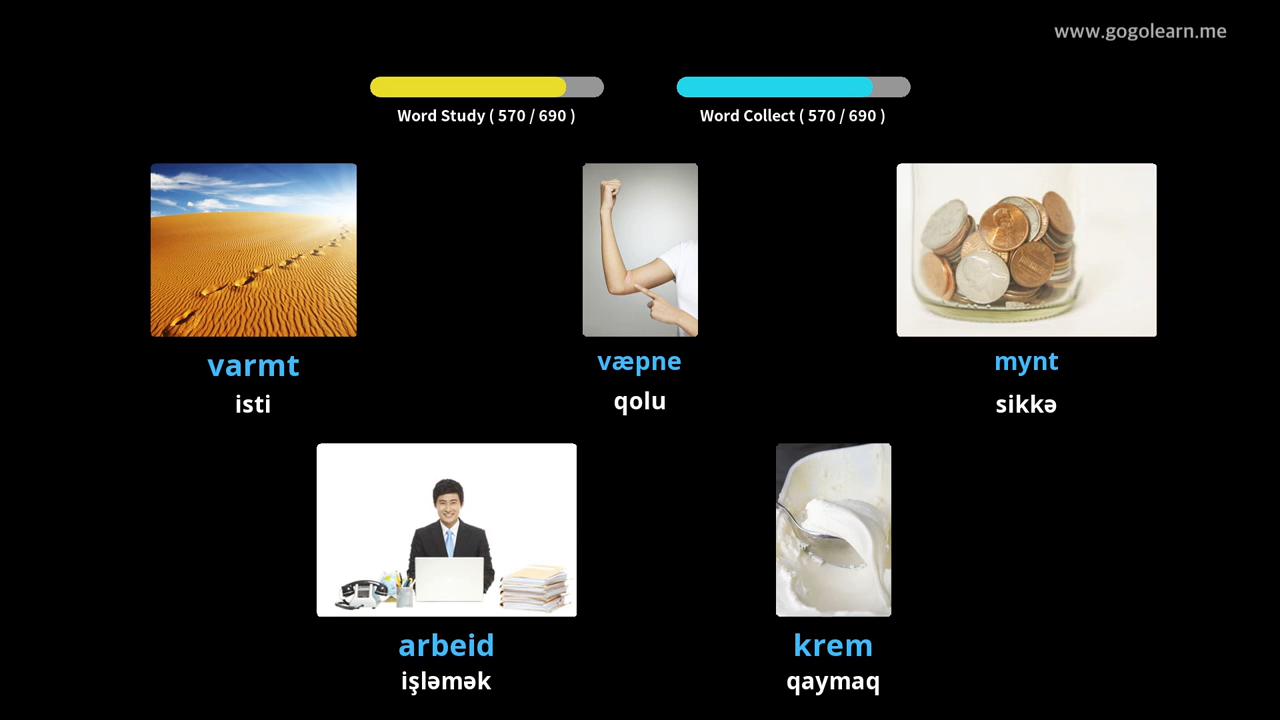 www.gogolearn.me
Word Study ( 570 / 690 )
Word Collect ( 570 / 690 )
varmt
isti
væpne
qolu
mynt
sikkə
arbeid
işləmək
krem
qaymaq